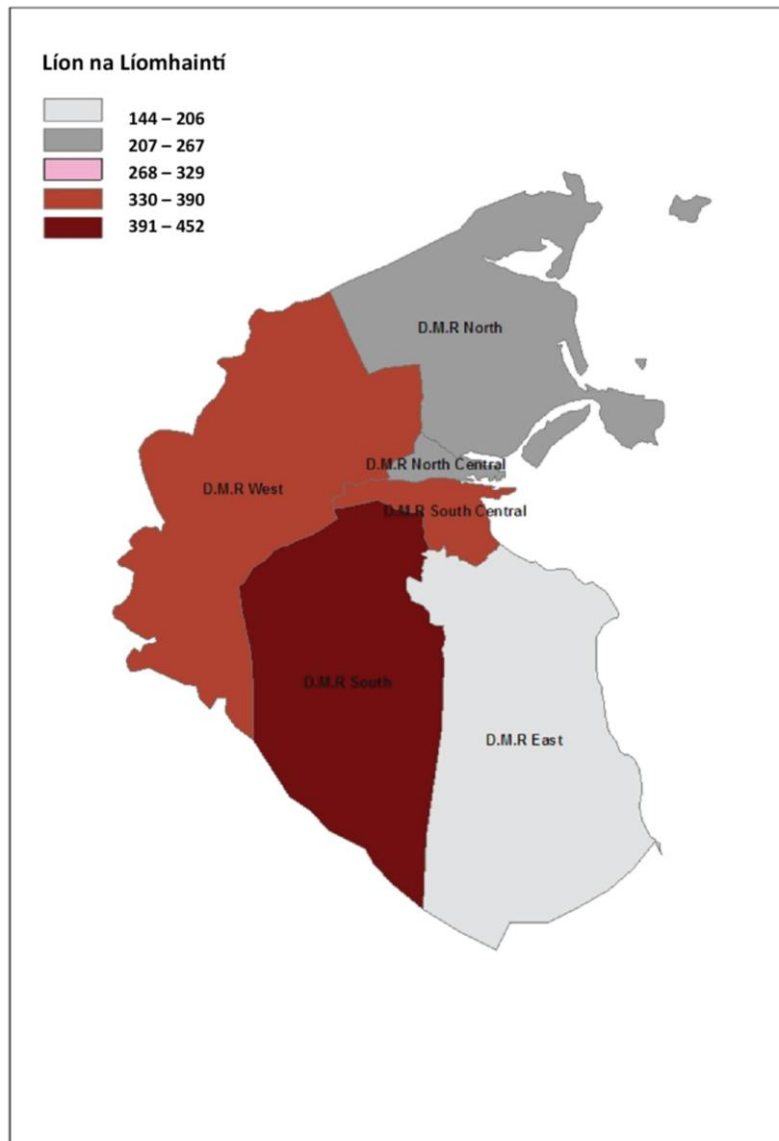 Líon na Líomhaintí
144 – 206
207 – 267
268 – 329
330 – 390
391 – 452
D.M.R North
D.M.R North Central
D.M.R West
D.M.R South Central
D.M.R South
D.M.R East